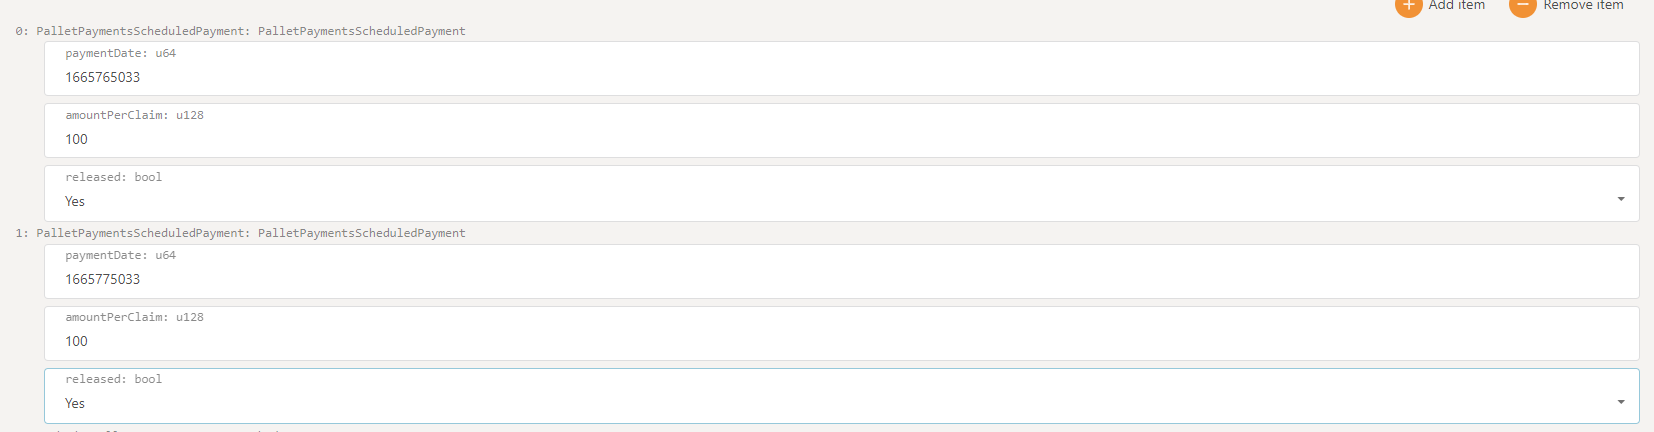 Add item Remove item
0: PalletPaymentsScheduledPayment: PalletPaymentsScheduledPayment
paymentDate: u64
1665765033
amountPerClaim: u128
100
released: bool
Yes
1: PalletPaymentsScheduledPayment: PalletPaymentsScheduledPayment
paymentDate: u64
1665775033
amountPerClaim: u128
100
released: bool
Yes